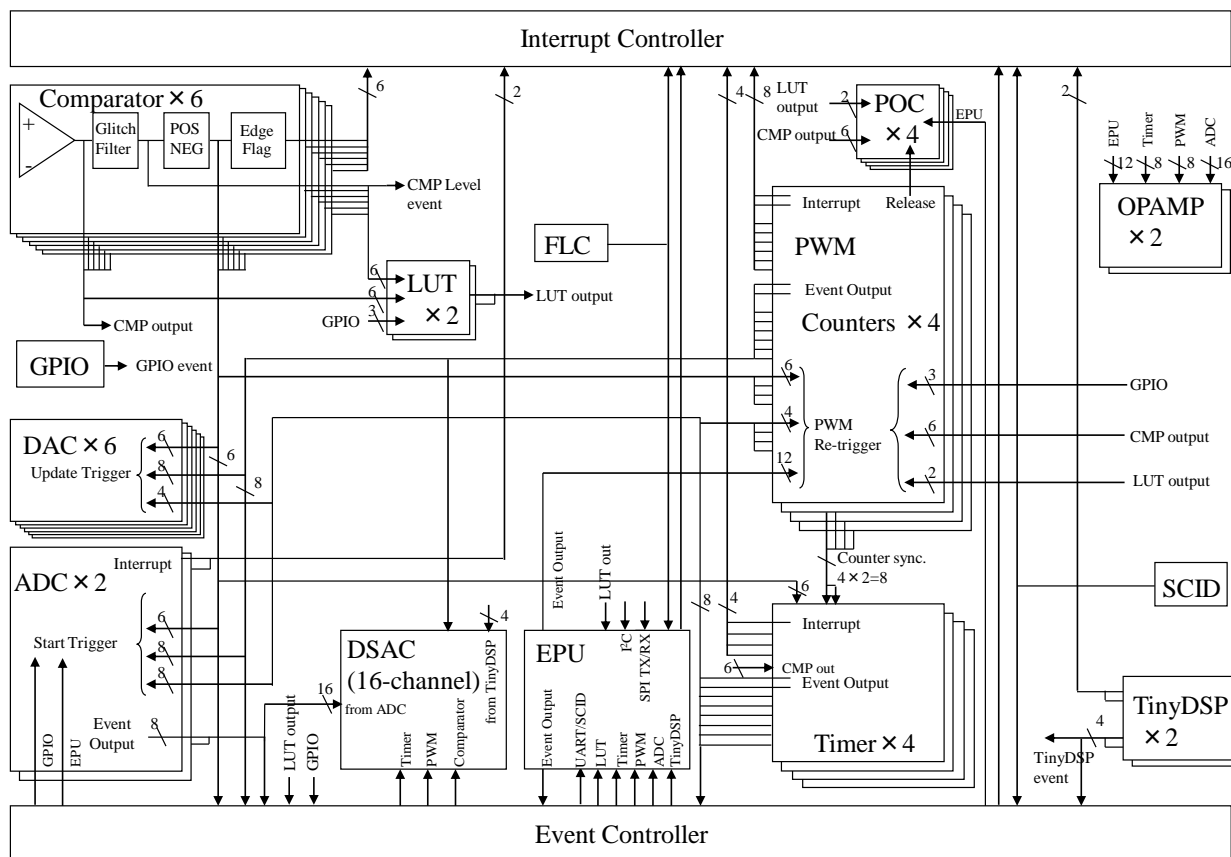 Interrupt Controller
Comparator × 6
+
-
Glitch
Filter
POS
NEG
Edge
Flag
6
2
4
8
LUT
output
2
CMP output
6
POC
× 4
EPU
2
EPU
Timer
PWM
ADC
12
8
8
16
OPAMP
× 2
CMP Level
event
Interrupt
Release
PWM
FLC
6
6
3
LUT
× 2
LUT output
GPIO
Event Output
Counters × 4
CMP output
GPIO
GPIO event
6
4
12
PWM
Re-trigger
3
GPIO
6
CMP output
2
LUT output
DAC × 6
Update Trigger
6
8
4
6
8
ADC × 2
Interrupt
Start Trigger
6
8
8
Event
Output
8
GPIO
EPU
LUT output
GPIO
16
DSAC
(16-channel)
from ADC
4
from TinyDSP
Timer
PWM
Comparator
Event Output
LUT out
I²C
SPI TX/RX
EPU
Event Output
UART/SCID
LUT
Timer
PWM
ADC
TinyDSP
8
4
6
Counter sync.
4 × 2=8
Interrupt
6
CMP out
Event Output
Timer × 4
SCID
TinyDSP
× 2
4
TinyDSP
event
Event Controller